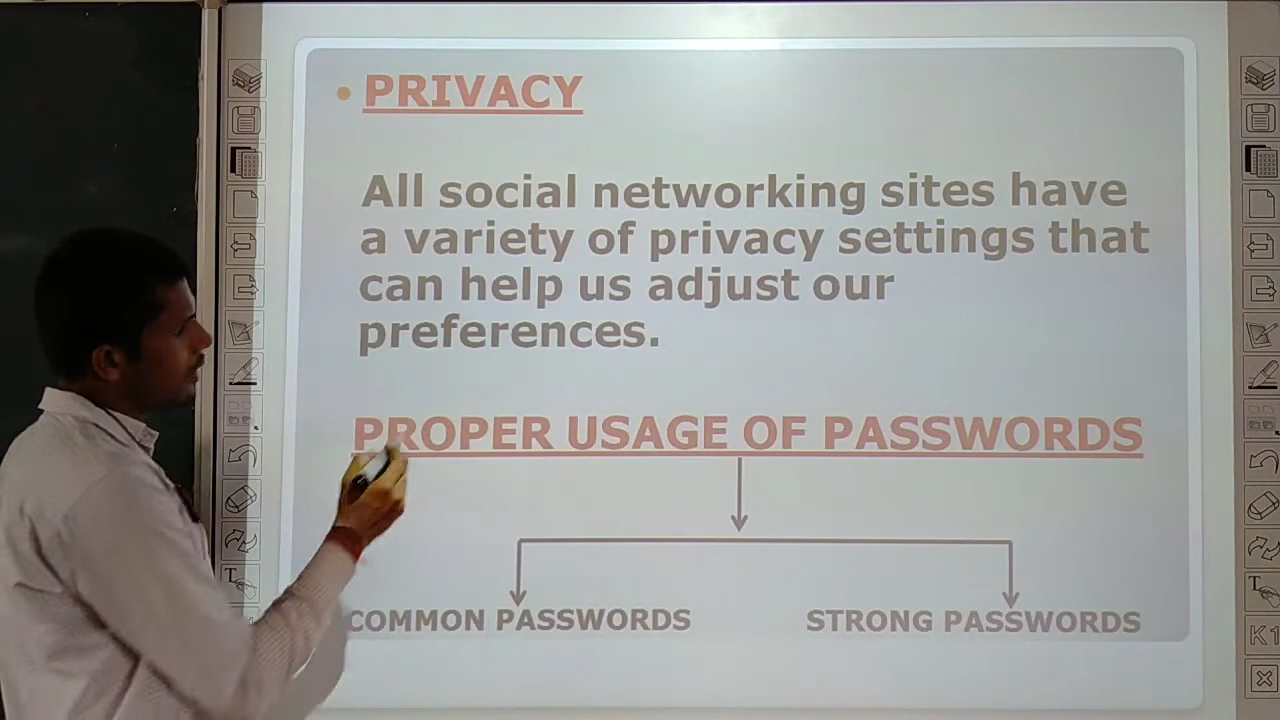 • PRIVACY
All social networking sites have
a variety of privacy settings that
can help us adjust our
preferences.
PROPER USAGE OF PASSWORDS
COMMON PASSWORDS
STRONG PASSWORDS
T
T
K1